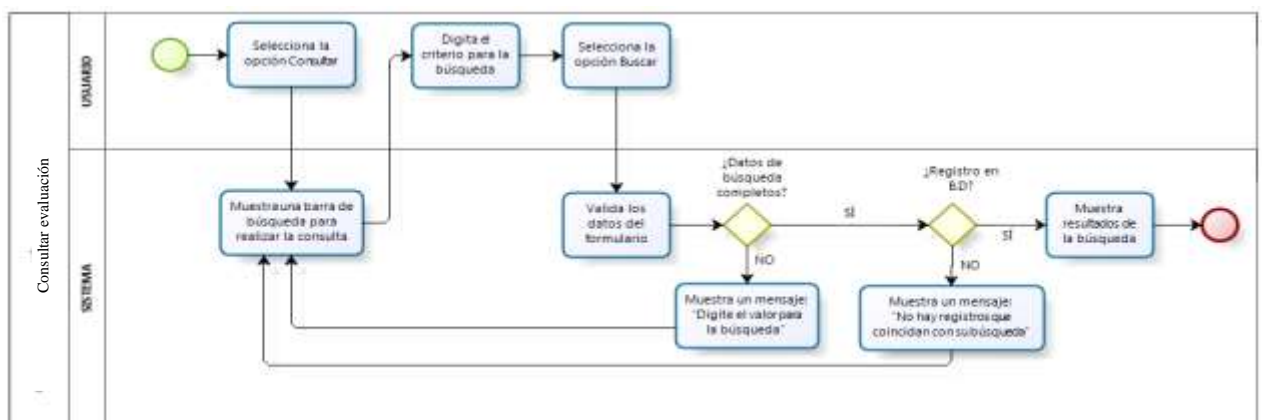 Consultar evaluación
USUARIO
Selecciona la
opción Consultar
Digita el
criterio para la
búsqueda
Selecciona la
opción Buscar
SISTEMA
Muestra una barra de
búsqueda para
realizar la consulta
Valida los
datos del
formulario
¿Datos de
búsqueda
completos?
SÍ
NO
Muestra un mensaje:
"Digite el valor para
la búsqueda"
¿Registro en
B.D?
SÍ
NO
Muestra un mensaje:
"No hay registros que
coincidan con su búsqueda"
Muestra
resultados de
la búsqueda